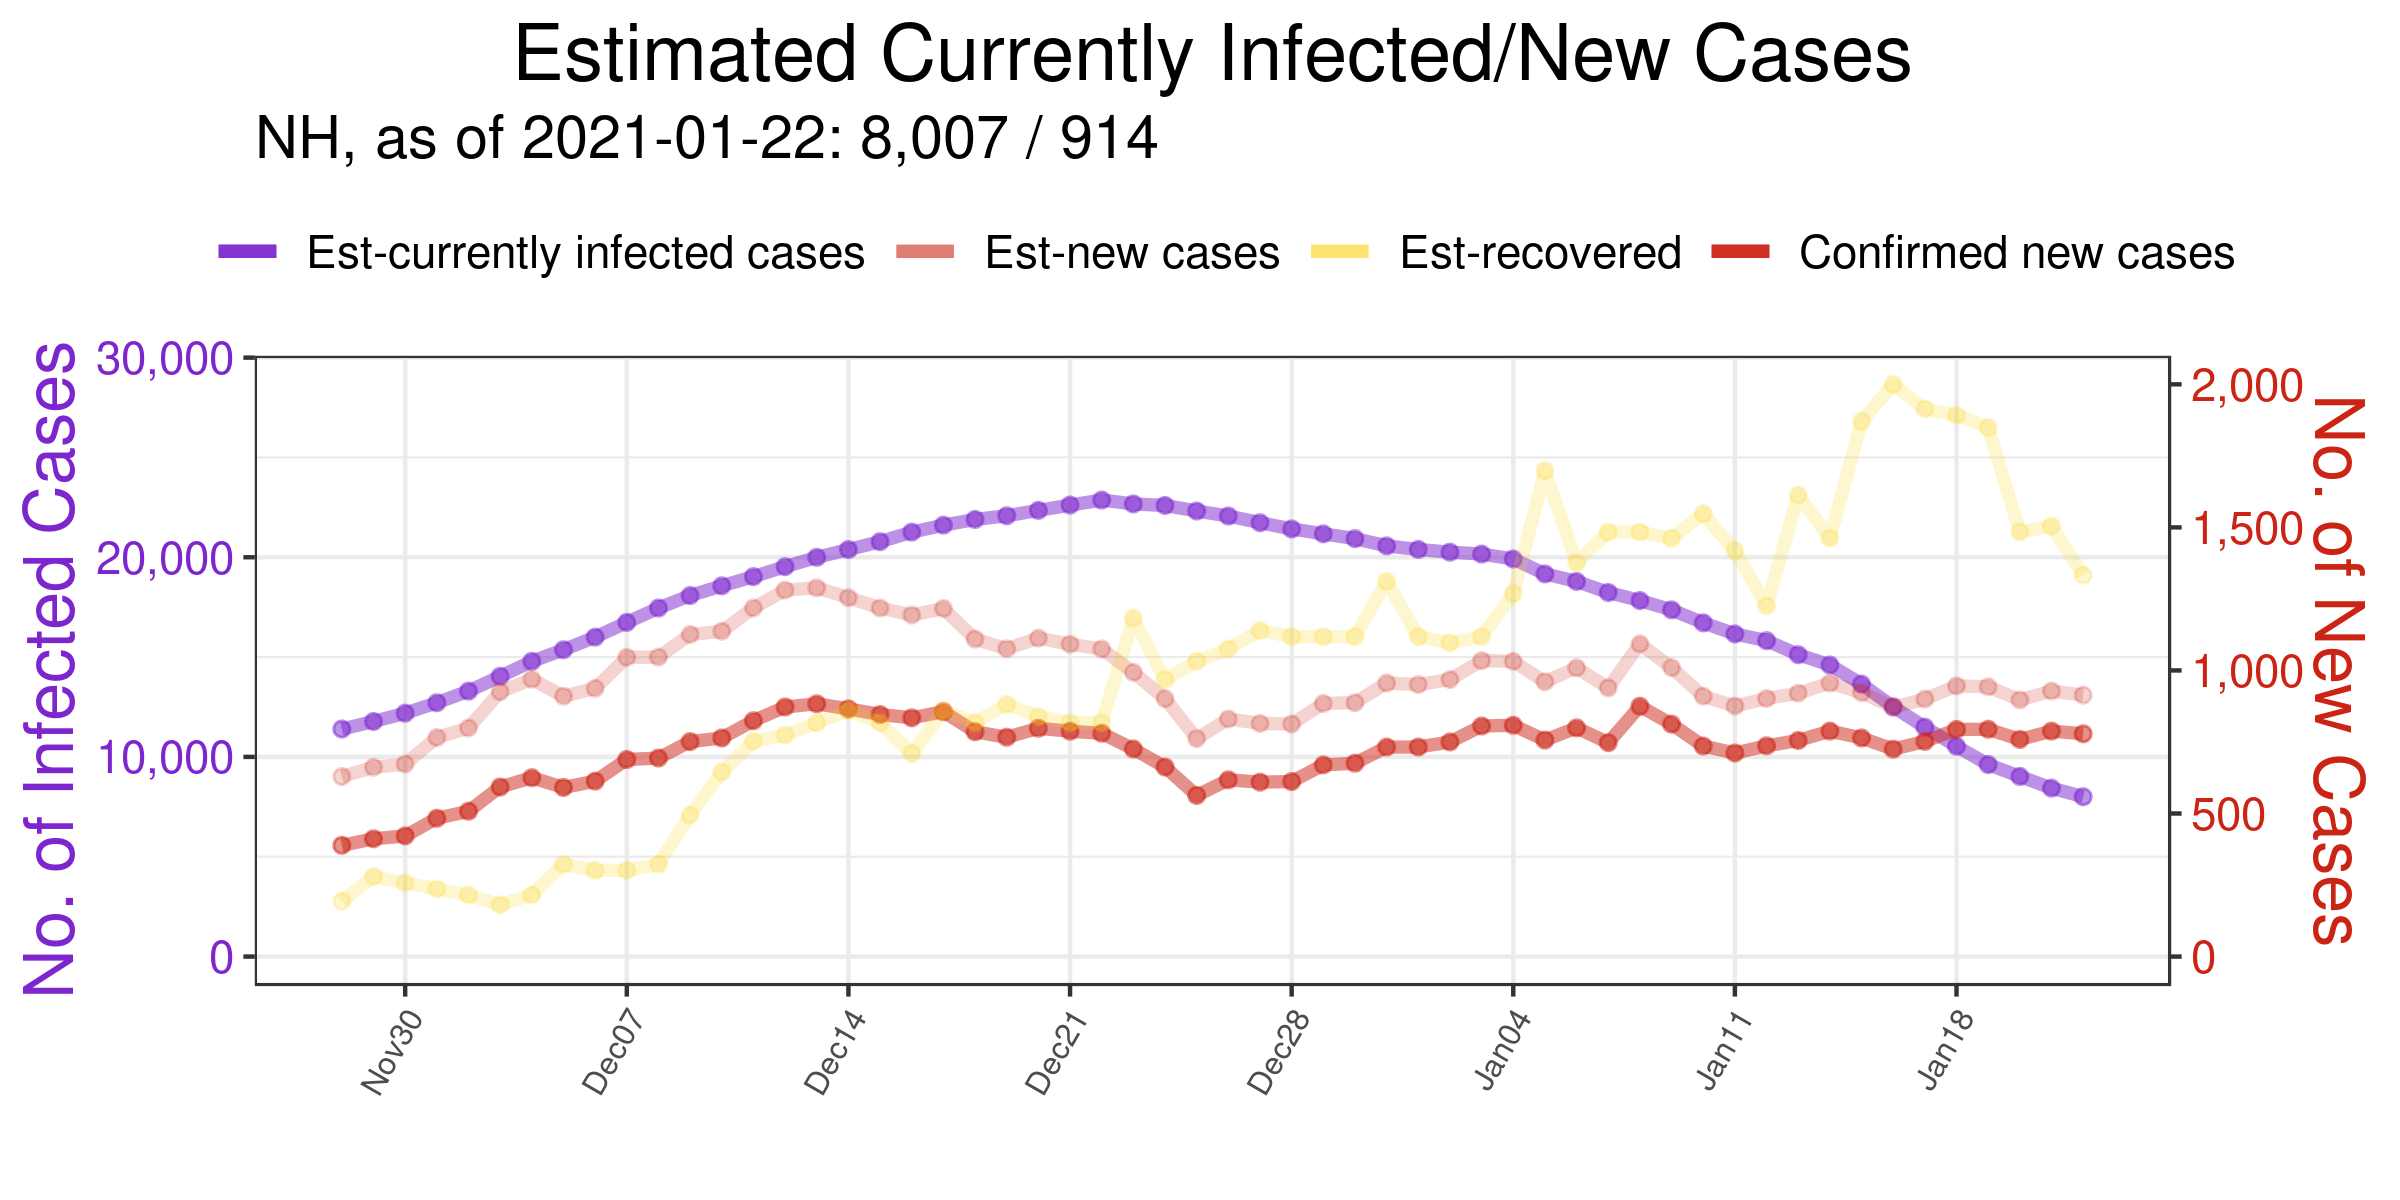 Estimated Currently Infected/New Cases
NH, as of 2021-01-22: 8,007 / 914
Est-currently infected cases Est-new cases Est-recovered Confirmed new cases
No. of Infected Cases
30,000
20,000
10,000
0
2,000
1,500
1,000
500
0
No. of New Cases
Nov30 Dec07 Dec14 Dec21 Dec28 Jan04 Jan11 Jan18